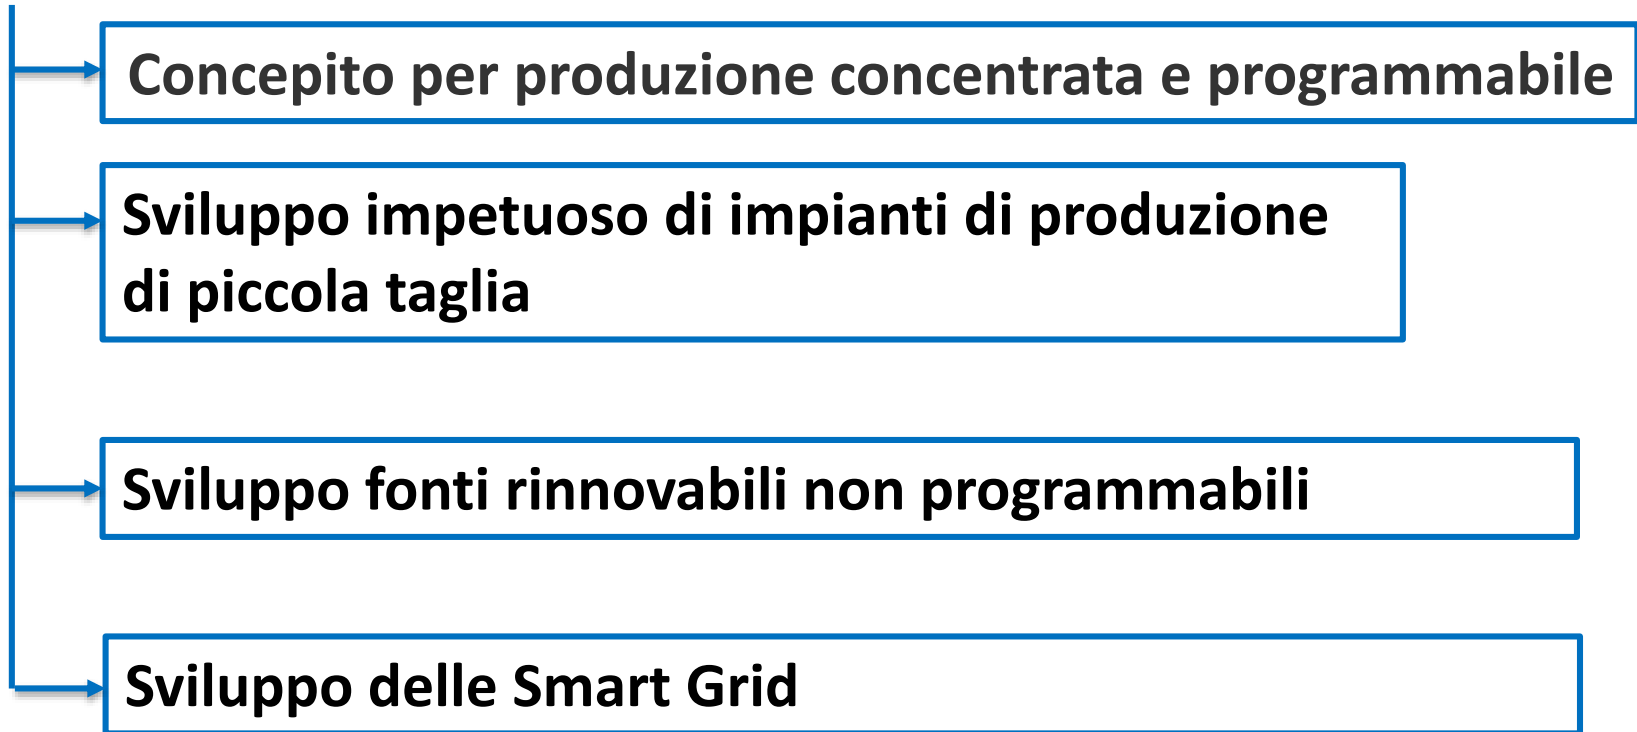 Concepito per produzione concentrata e programmabile
Sviluppo impetuoso di impianti di produzione
di piccola taglia
Sviluppo fonti rinnovabili non programmabili
Sviluppo delle Smart Grid